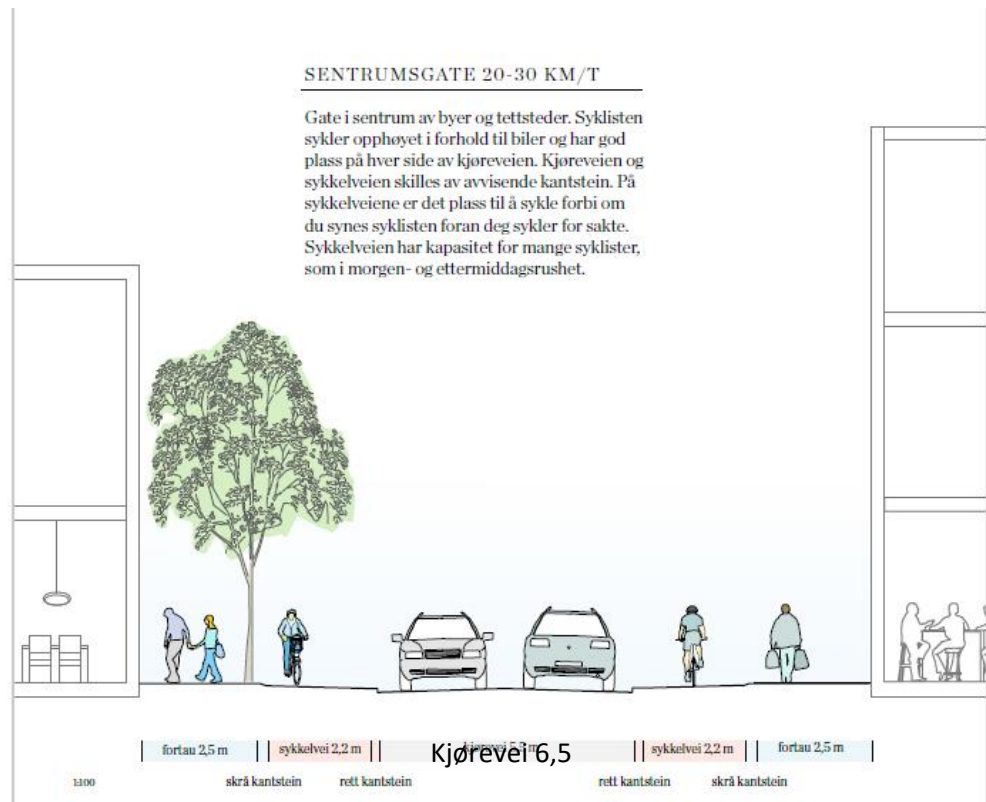 SENTRUMSGATE 20-30 KM/T
Gate i sentrum av byer og tettsteder. Syklisten
sykler opphøyet i forhold til biler og har god
plass på hver side av kjøreveien. Kjøreveien og
sykkelveien skilles av avvisende kantstein. På
sykkelveiene er det plass til å sykle forbi om
du synes syklisten foran deg sykler for sakte.
Sykkelveien har kapasitet for mange syklister,
som i morgen- og ettermiddagsrushet.
fortau 2,5 m sykkelvei 2,2 m Kjørevei 6,5 sykkelvei 2,2 m fortau 2,5 m
1:100 skrå kantstein rett kantstein rett kantstein skrå kantstein